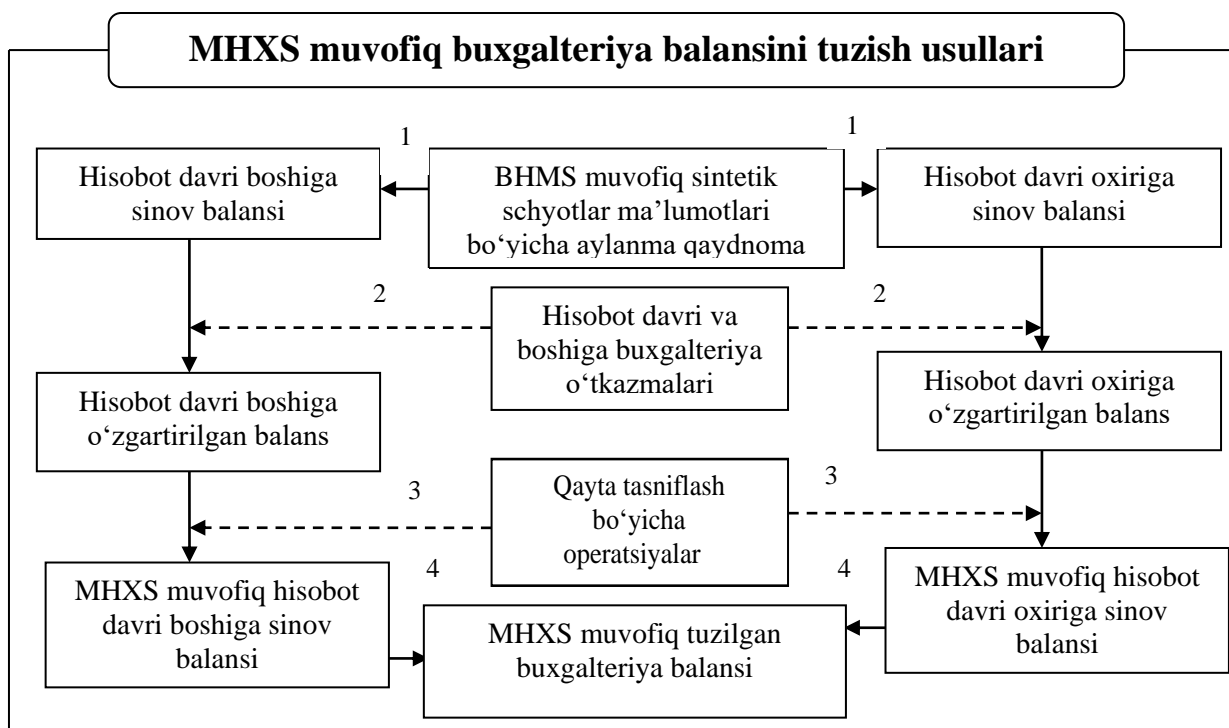 MHXS muvofiq buxgalteriya balansini tuzish usullari
1
1
Hisobot davri boshiga
sinov balansi
BHMS muvofiq sintetik
schyotlar ma’lumotlari
bo‘yicha aylanma qaydnoma
Hisobot davri oxiriga
sinov balansi
2
2
Hisobot davri va
boshiga buxgalteriya
o‘tkazmalari
Hisobot davri boshiga
o‘zgartirilgan balans
Hisobot davri oxiriga
o‘zgartirilgan balans
3
3
Qayta tasniflash
bo‘yicha
operatsiyalar
4
4
MHXS muvofiq hisobot
davri boshiga sinov
balansi
MHXS muvofiq tuzilgan
buxgalteriya balansi
MHXS muvofiq hisobot
davri oxiriga sinov
balansi